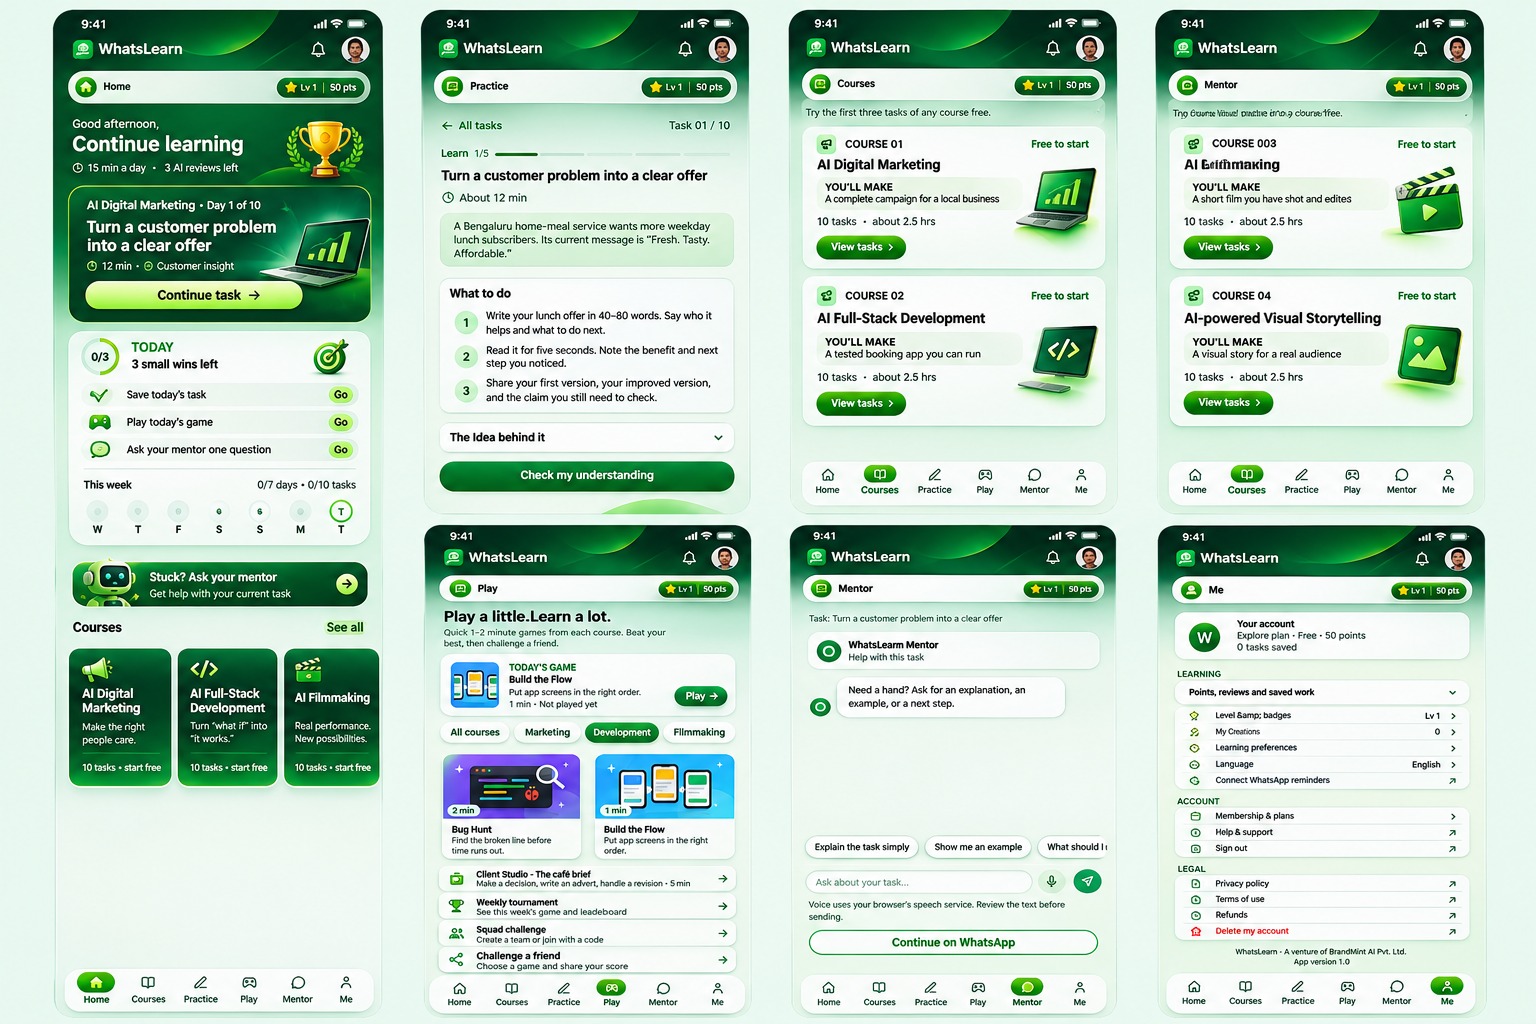 9:41
WhatsLearn
Home
Lv 1 | 50 pts
Good afternoon,
Continue learning
15 min a day • 3 AI reviews left
AI Digital Marketing • Day 1 of 10
Turn a customer problem
into a clear offer
12 min • Customer insight
Continue task →
0/3
TODAY
3 small wins left
Save today's task
Go
Play today's game
Go
Ask your mentor one question
Go
This week
0/7 days • 0/10 tasks
T
W T F S S M T
Stuck? Ask your mentor
Get help with your current task
Courses
See all
AI Digital
Marketing
Make the right
people care.
10 tasks • start free
AI Full-Stack
Development
Turn "what if" into
"it works."
10 tasks • start free
AI Filmmaking
Real performance.
New possibilities.
10 tasks • start free
Home Courses Practice Play Mentor Me
9:41
WhatsLearn
Practice
Lv 1 | 50 pts
← All tasks
Task 01 / 10
Learn 1/5
Turn a customer problem into a clear offer
About 12 min
A Bengaluru home-meal service wants more weekday
lunch subscribers. Its current message is "Fresh. Tasty.
Affordable."
What to do
1 Write your lunch offer in 40–80 words. Say who it
helps and what to do next.
2 Read it for five seconds. Note the benefit and next
step you noticed.
3 Share your first version, your improved version,
and the claim you still need to check.
The Idea behind it
Check my understanding
9:41
WhatsLearn
Courses
Lv 1 | 50 pts
Try the first three tasks of any course free.
COURSE 01
Free to start
AI Digital Marketing
YOU'LL MAKE
A complete campaign for a local business
10 tasks • about 2.5 hrs
View tasks >
COURSE 02
Free to start
AI Full-Stack Development
YOU'LL MAKE
A tested booking app you can run
10 tasks • about 2.5 hrs
View tasks >
Home Courses Practice Play Mentor Me
9:41
WhatsLearn
Mentor
Lv 1 | 50 pts
COURSE 003
Free to start
AI
YOU'LL MAKE
A short film you have shot and edites
10 tasks • about 2.5 hrs
View tasks >
COURSE 04
Free to start
AI-powered Visual Storytelling
YOU'LL MAKE
A visual story for a real audience
10 tasks • about 2.5 hrs
View tasks >
Home Courses Practice Play Mentor Me
9:41
WhatsLearn
Play
Lv 1 | 50 pts
Play a little.Learn a lot.
Quick 1–2 minute games from each course. Beat your
best, then challenge a friend.
TODAY'S GAME
Build the Flow
Put app screens in the right order.
1 min • Not played yet
Play →
All courses Marketing Development Filmmaking
2 min
Bug Hunt
Find the broken line before
time runs out.
1 min
Build the Flow
Put app screens in the right
order.
Client Studio - The café brief
Make a decision, write an advert, handle a revision • 5 min
Weekly tournament
See this week's game and leadeboard
Squad challenge
Create a team or join with a code
Challenge a friend
Choose a game and share your score
Home Courses Practice Play Mentor Me
9:41
WhatsLearn
Mentor
Lv 1 | 50 pts
Task: Turn a customer problem into a clear offer
WhatsLearm Mentor
Help with this task
Need a hand? Ask for an explanation, an
example, or a next step.
Explain the task simply
Show me an example
What should I
Ask about your task...
Voice uses your browser's speech service. Review the text before
sending.
Continue on WhatsApp
Home Courses Practice Play Mentor Me
9:41
WhatsLearn
Me
Lv 1 | 50 pts
W
Your account
Explore plan • Free • 50 points
0 tasks saved
LEARNING
Points, reviews and saved work
Level &amp; badges
Lv 1 >
My Creations
0 >
Learning preferences
Language
English >
Connect WhatsApp reminders
ACCOUNT
Membership & plans
Help & support
Sign out
LEGAL
Privacy policy
Terms of use
Refunds
Delete my account
WhatsLearn - A venture of BrandMint AI Pvt. Ltd.
App version 1.0
Home Courses Practice Play Mentor Me